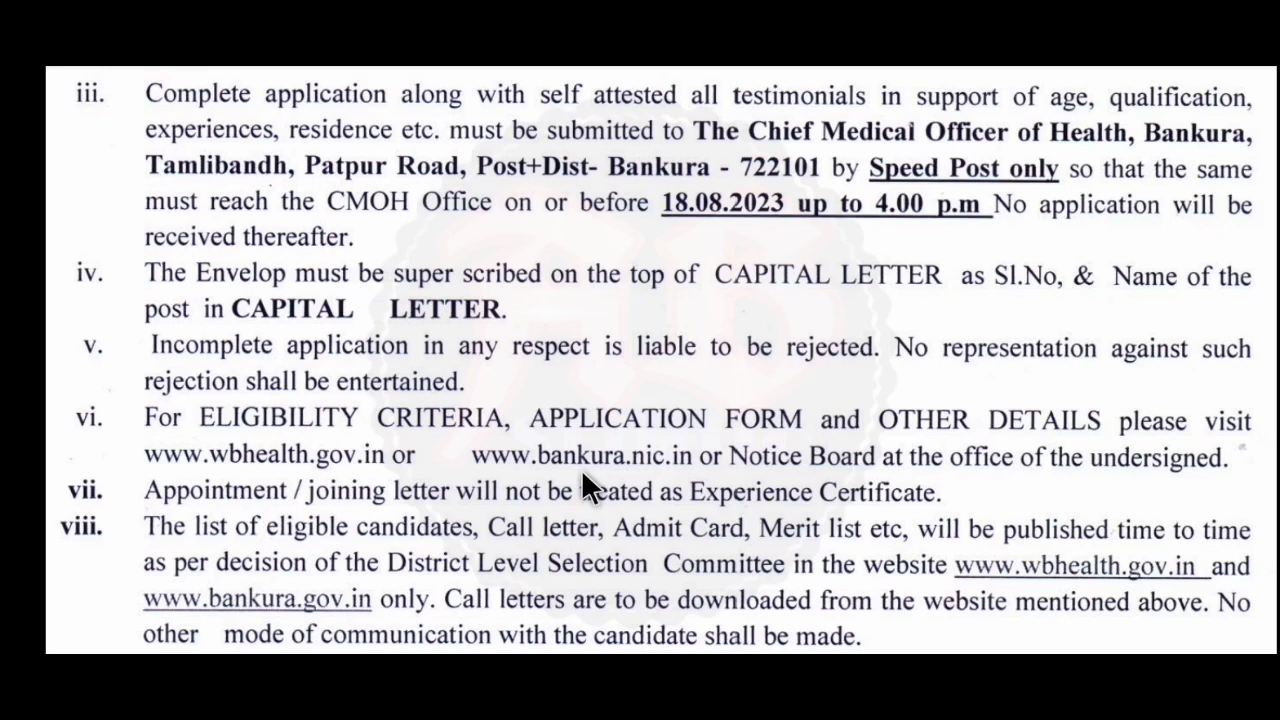 iii. Complete application along with self attested all testimonials in support of age, qualification,
experiences, residence etc. must be submitted to The Chief Medical Officer of Health, Bankura,
Tamlibandh, Patpur Road, Post+Dist- Bankura - 722101 by Speed Post only so that the same
must reach the CMOH Office on or before 18.08.2023 up to 4.00 p.m No application will be
received thereafter.
iv. The Envelop must be super scribed on the top of CAPITAL LETTER as Sl.No, & Name of the
post in CAPITAL LETTER.
v. Incomplete application in any respect is liable to be rejected. No representation against such
rejection shall be entertained.
vi. For ELIGIBILITY CRITERIA, APPLICATION FORM and OTHER DETAILS please visit
www.wbhealth.gov.in or www.bankura.nic.in or Notice Board at the office of the undersigned.
vii. Appointment / joining letter will not be as Experience Certificate.
viii. The list of eligible candidates, Call letter, Admit Card, Merit list etc, will be published time to time
as per decision of the District Level Selection Committee in the website www.wbhealth.gov.in and
www.bankura.gov.in only. Call letters are to be downloaded from the website mentioned above. No
other mode of communication with the candidate shall be made.